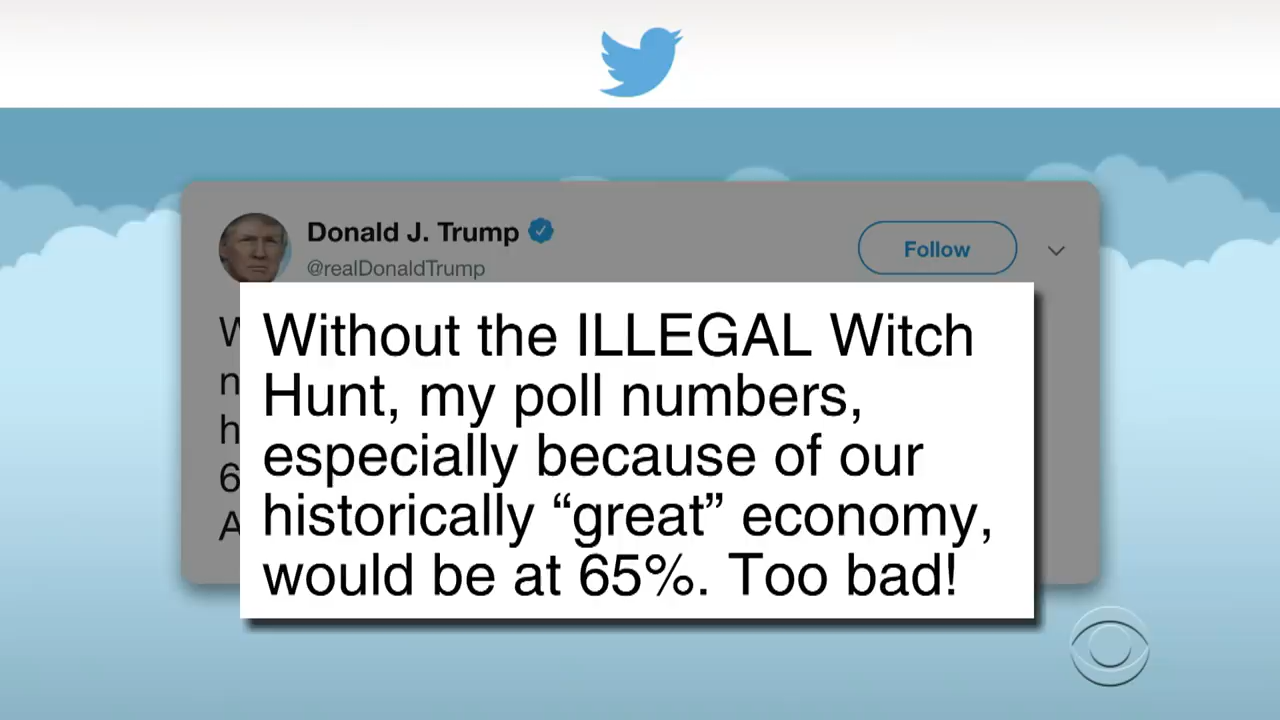 Donald J. Trump
@realDonaldTrump
Follow
Without the ILLEGAL Witch
Hunt, my poll numbers,
especially because of our
historically “great” economy,
would be at 65%. Too bad!